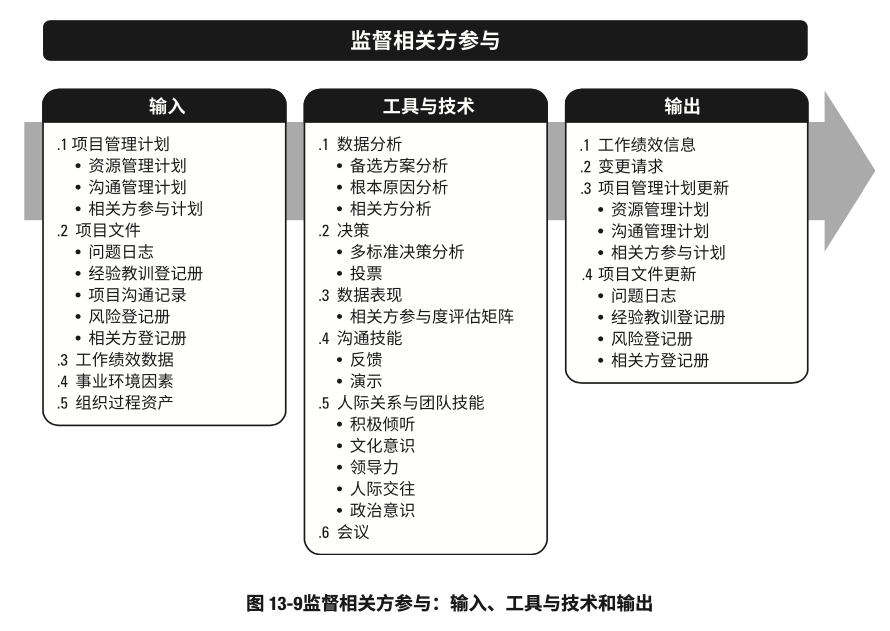 监督相关方参与
输入
.1 项目管理计划
• 资源管理计划
• 沟通管理计划
• 相关方参与计划
.2 项目文件
• 问题日志
• 经验教训登记册
• 项目沟通记录
• 风险登记册
• 相关方登记册
.3 工作绩效数据
.4 事业环境因素
.5 组织过程资产
工具与技术
.1 数据分析
• 备选方案分析
• 根本原因分析
• 相关方分析
.2 决策
• 多标准决策分析
• 投票
.3 数据表现
• 相关方参与度评估矩阵
.4 沟通技能
• 反馈
• 演示
.5 人际关系与团队技能
• 积极倾听
• 文化意识
• 领导力
• 人际交往
• 政治意识
.6 会议
输出
.1 工作绩效信息
.2 变更请求
.3 项目管理计划更新
• 资源管理计划
• 沟通管理计划
• 相关方参与计划
.4 项目文件更新
• 问题日志
• 经验教训登记册
• 风险登记册
• 相关方登记册
图 13-9监督相关方参与：输入、工具与技术和输出